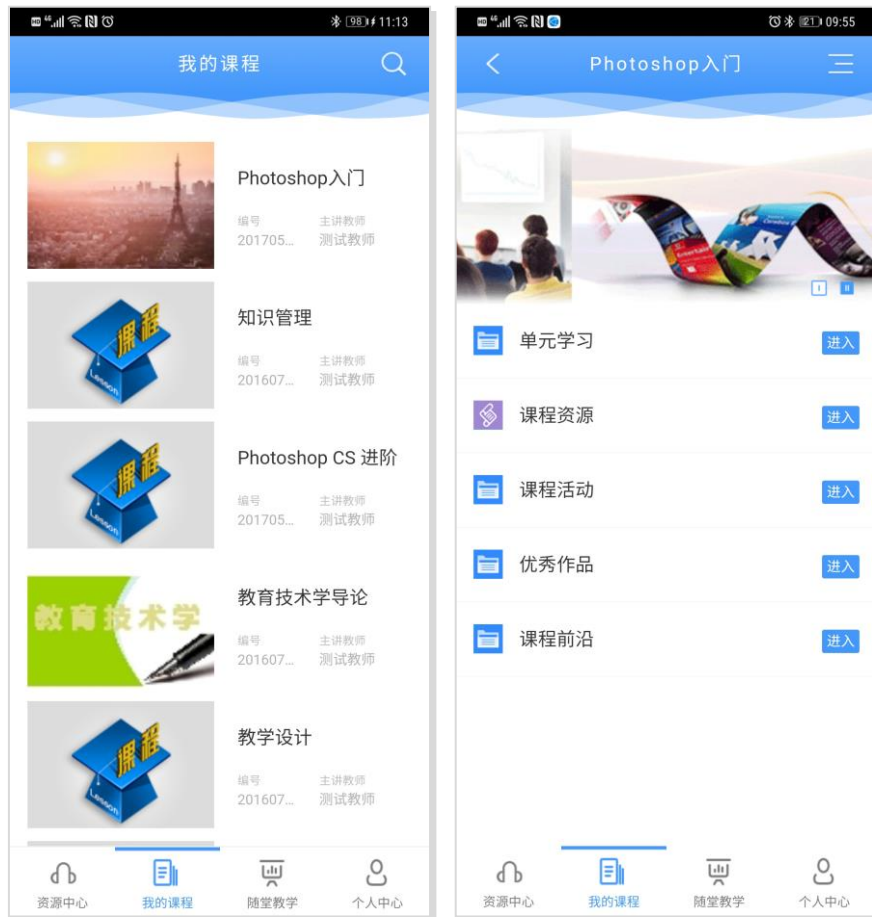 HD 46 98 11:13
我的课程
Photoshop入门
编号 主讲教师
201705... 测试教师
课程
Lesson
知识管理
编号 主讲教师
201607... 测试教师
课程
Lesson
Photoshop CS 进阶
编号 主讲教师
201705... 测试教师
教育技术学
教育技术学导论
编号 主讲教师
201607... 测试教师
课程
Lesson
教学设计
编号 主讲教师
201607... 测试教师
资源中心 我的课程 随堂教学 个人中心
HD 46 21 09:55
Photoshop入门
单元学习 进入
课程资源 进入
课程活动 进入
优秀作品 进入
课程前沿 进入
资源中心 我的课程 随堂教学 个人中心